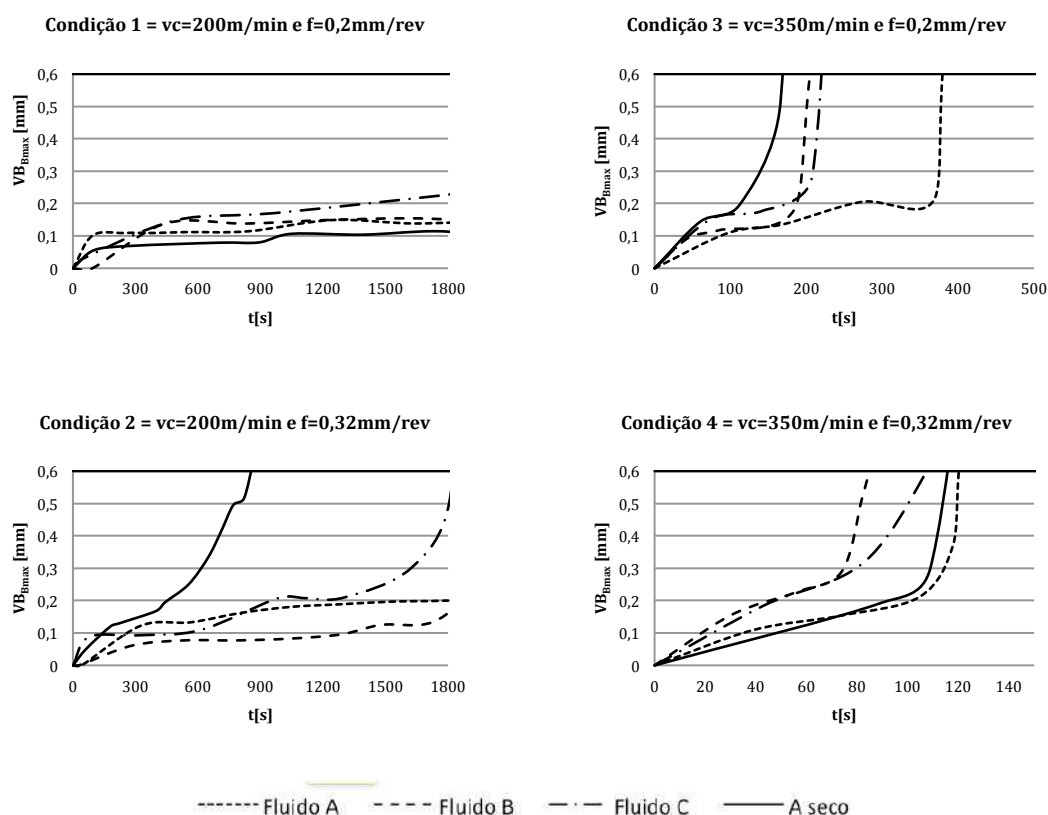 Condição 1 = vc=200m/min e f=0,2mm/rev
VB_Bmax [mm]
0,6
0,5
0,4
0,3
0,2
0,1
0
0 300 600 900 1200 1500 1800
t[s]
Condição 3 = vc=350m/min e f=0,2mm/rev
VB_Bmax [mm]
0,6
0,5
0,4
0,3
0,2
0,1
0
0 100 200 300 400 500
t[s]
Condição 2 = vc=200m/min e f=0,32mm/rev
VB_Bmax [mm]
0,6
0,5
0,4
0,3
0,2
0,1
0
0 300 600 900 1200 1500 1800
t[s]
Condição 4 = vc=350m/min e f=0,32mm/rev
VB_Bmax [mm]
0,6
0,5
0,4
0,3
0,2
0,1
0
0 20 40 60 80 100 120 140
t[s]
Fluido A Fluido B Fluido C A seco